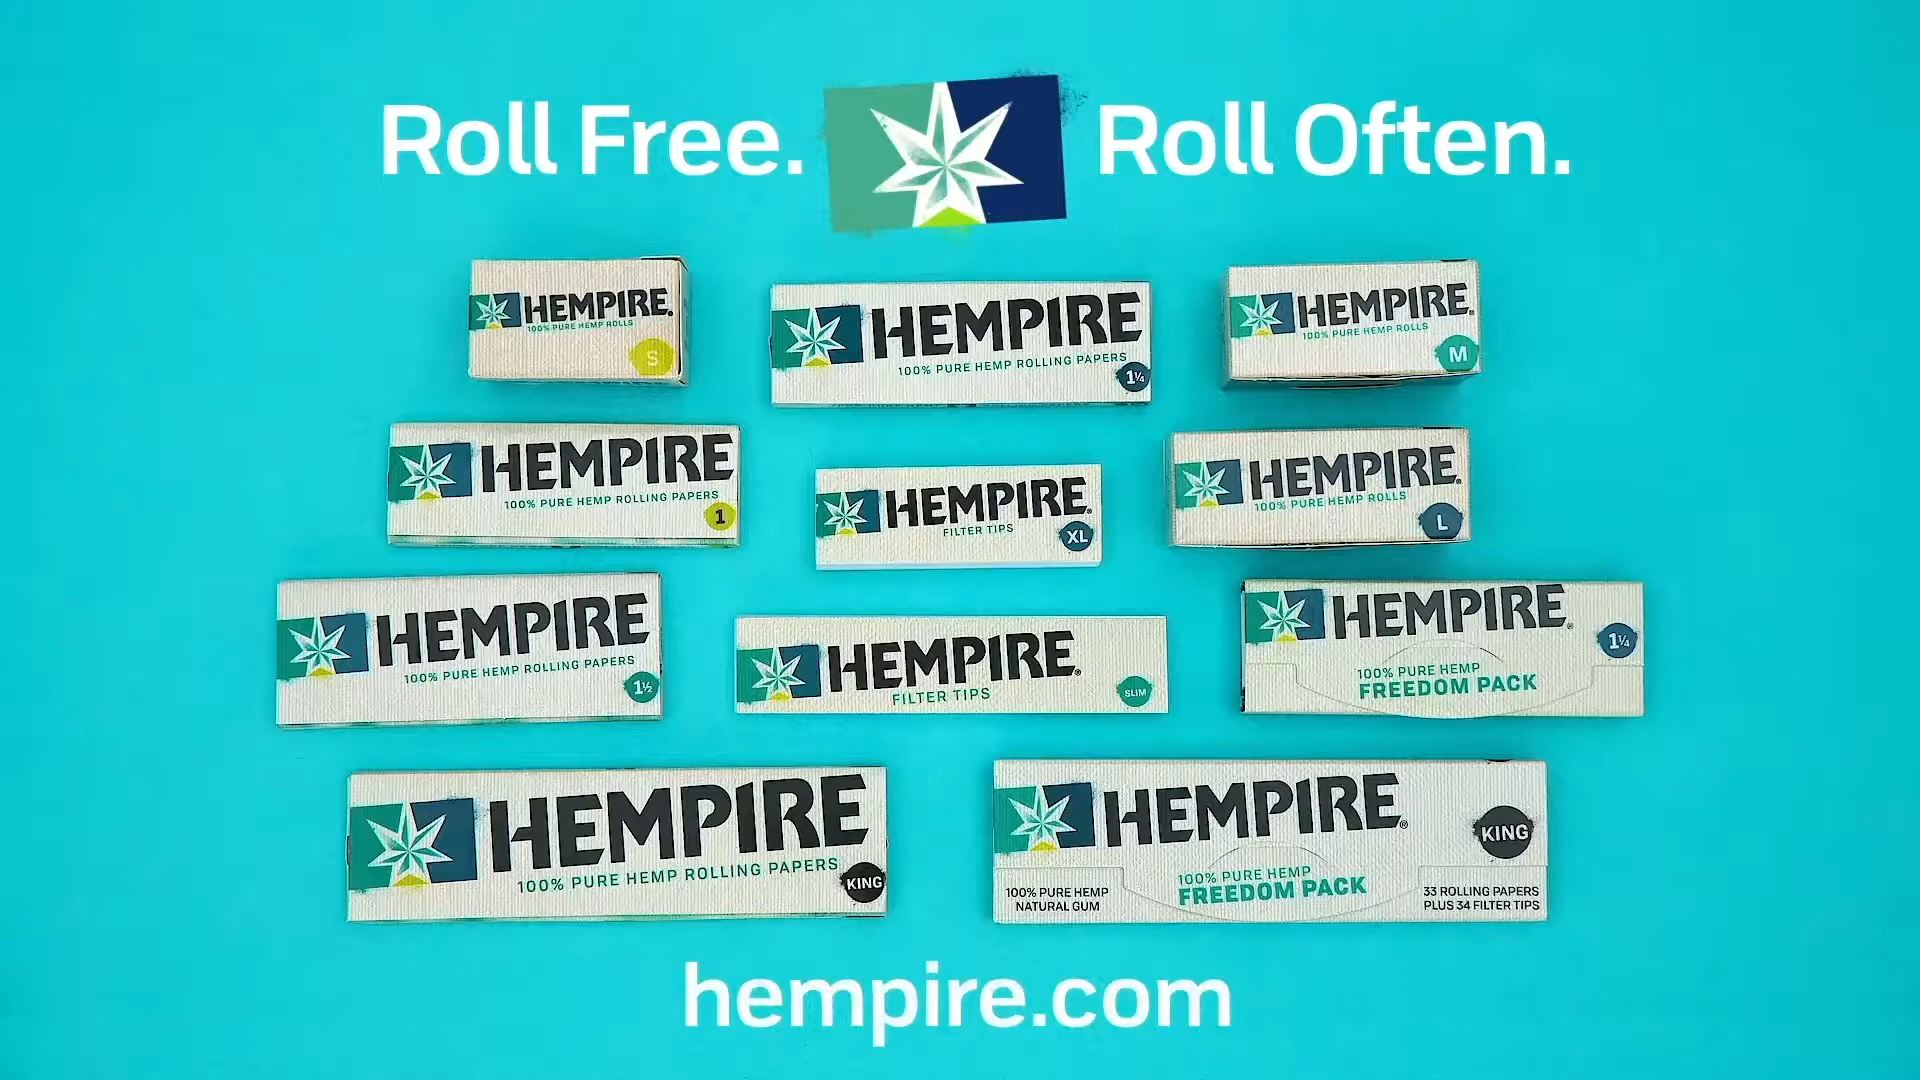 Roll Free. Roll Often.
HEMPIRE.
100% PURE HEMP ROLLS
S
HEMPIRE
100% PURE HEMP ROLLING PAPERS
1¼
HEMPIRE.
100% PURE HEMP ROLLS
M
HEMPIRE
100% PURE HEMP ROLLING PAPERS
1
HEMPIRE®
FILTER TIPS
XL
HEMPIRE®
100% PURE HEMP ROLLS
L
HEMPIRE
100% PURE HEMP ROLLING PAPERS
1½
HEMPIRE®
FILTER TIPS
SLIM
HEMPIRE®
1¼
100% PURE HEMP
FREEDOM PACK
HEMPIRE
100% PURE HEMP ROLLING PAPERS
KING
HEMPIRE®
KING
100% PURE HEMP
FREEDOM PACK
100% PURE HEMP
NATURAL GUM
33 ROLLING PAPERS
PLUS 34 FILTER TIPS
hempire.com